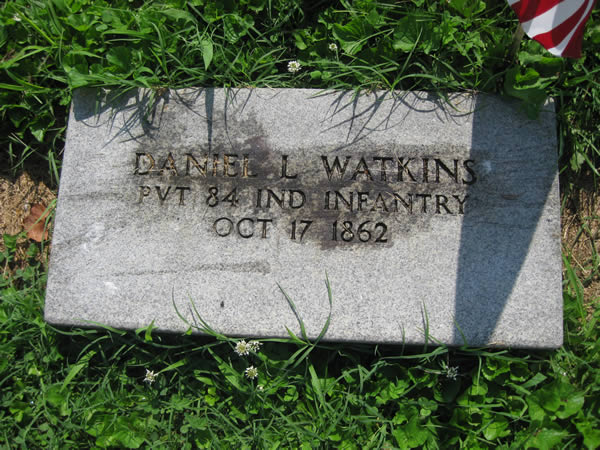 DANIEL L WATKINS
PVT 84 IND INFANTRY
OCT 17 1862